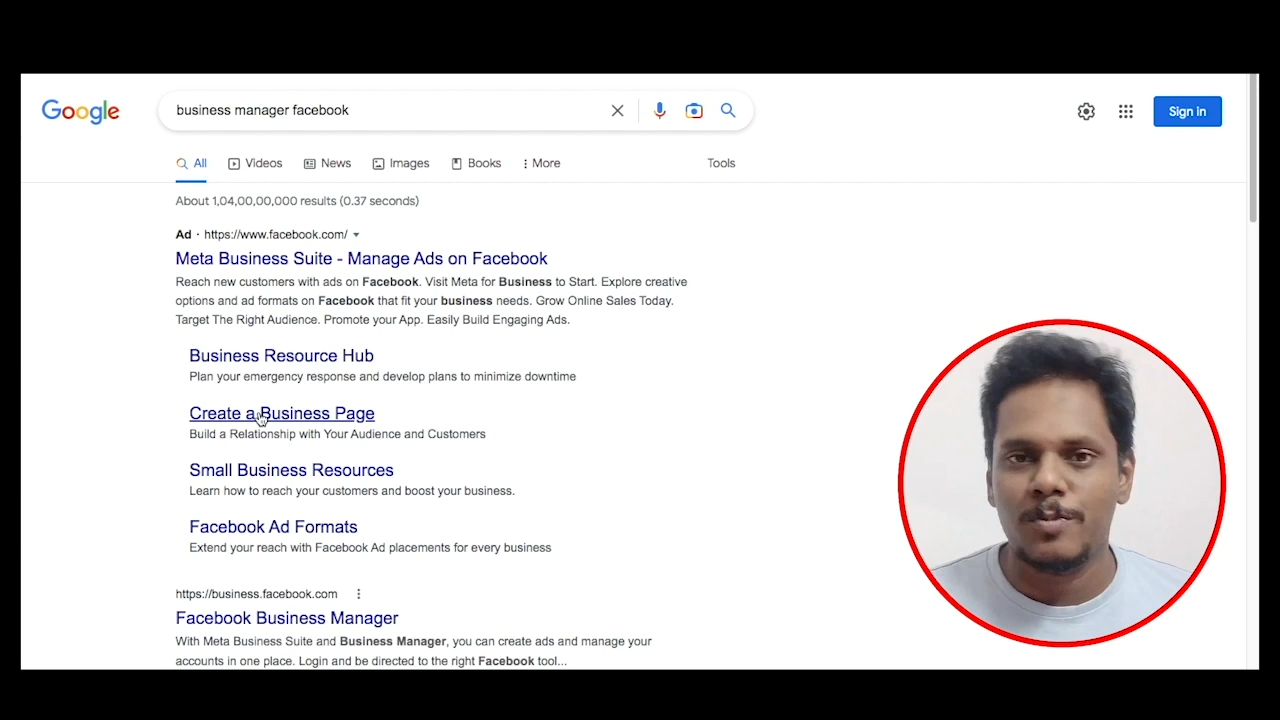 Google
business manager facebook
Sign in
All Videos News Images Books More Tools
About 1,04,00,00,000 results (0.37 seconds)
Ad · https://www.facebook.com/
Meta Business Suite - Manage Ads on Facebook
Reach new customers with ads on Facebook. Visit Meta for Business to Start. Explore creative
options and ad formats on Facebook that fit your business needs. Grow Online Sales Today.
Target The Right Audience. Promote your App. Easily Build Engaging Ads.
Business Resource Hub
Plan your emergency response and develop plans to minimize downtime
Create a Business Page
Build a Relationship with Your Audience and Customers
Small Business Resources
Learn how to reach your customers and boost your business.
Facebook Ad Formats
Extend your reach with Facebook Ad placements for every business
https://business.facebook.com
Facebook Business Manager
With Meta Business Suite and Business Manager, you can create ads and manage your
accounts in one place. Login and be directed to the right Facebook tool...